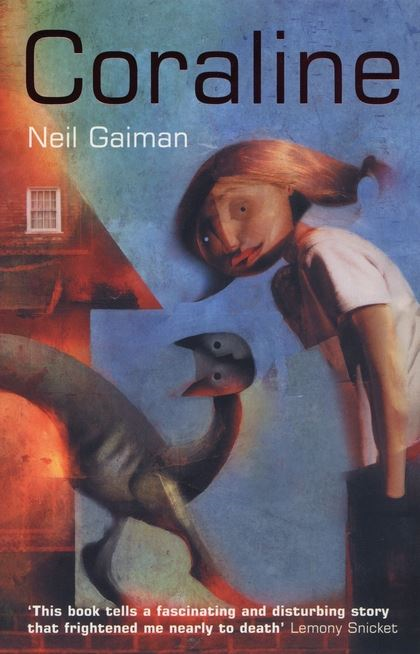 Coraline
Neil Gaiman
‘This book tells a fascinating and disturbing story
that frightened me nearly to death’ Lemony Snicket